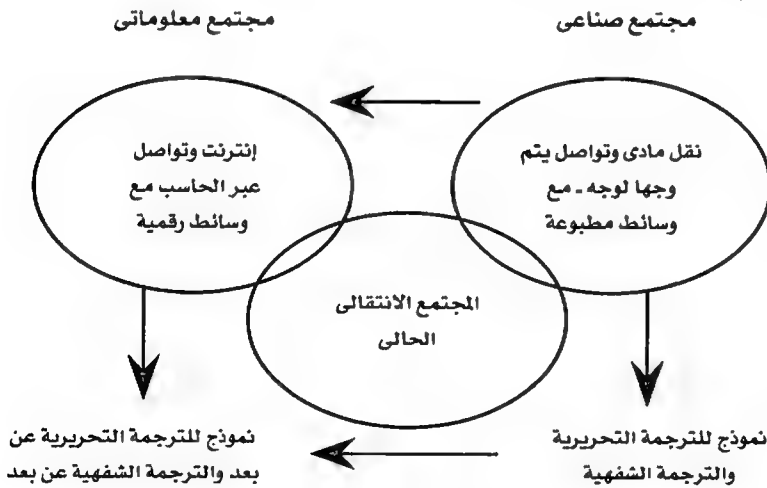 مجتمع صناعى
مجتمع معلوماتى
نقل مادى وتواصل يتم
وجها لوجه - مع
وسائط مطبوعة
إنترنت وتواصل
عبر الحاسب مع
وسائط رقمية
المجتمع الانتقالى
الحالى
نموذج للترجمة التحريرية
والترجمة الشفهية
نموذج للترجمة التحريرية عن
بعد والترجمة الشفهية عن بعد